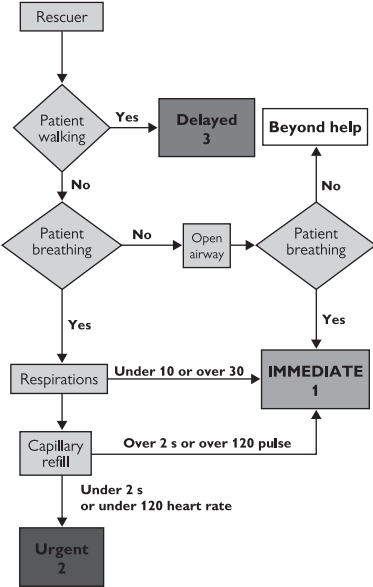 Rescuer
Patient
walking
Yes
Delayed
3
Beyond help
No
No
Patient
breathing
No
Open
airway
Patient
breathing
Yes
Yes
Respirations
Under 10 or over 30
IMMEDIATE
1
Capillary
refill
Over 2 s or over 120 pulse
Under 2 s
or under 120 heart rate
Urgent
2